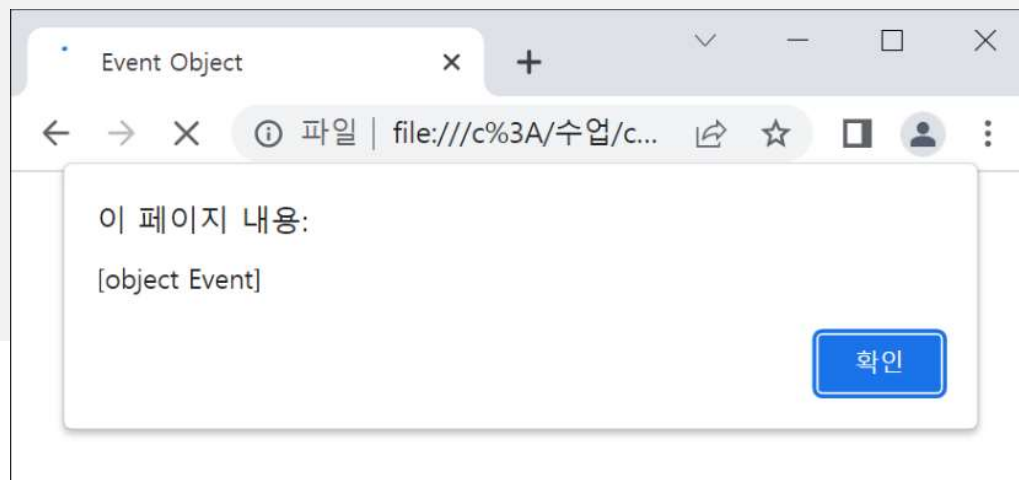 Event Object
파일 | file:///c%3A/수업/c...
이 페이지 내용:
[object Event]
확인